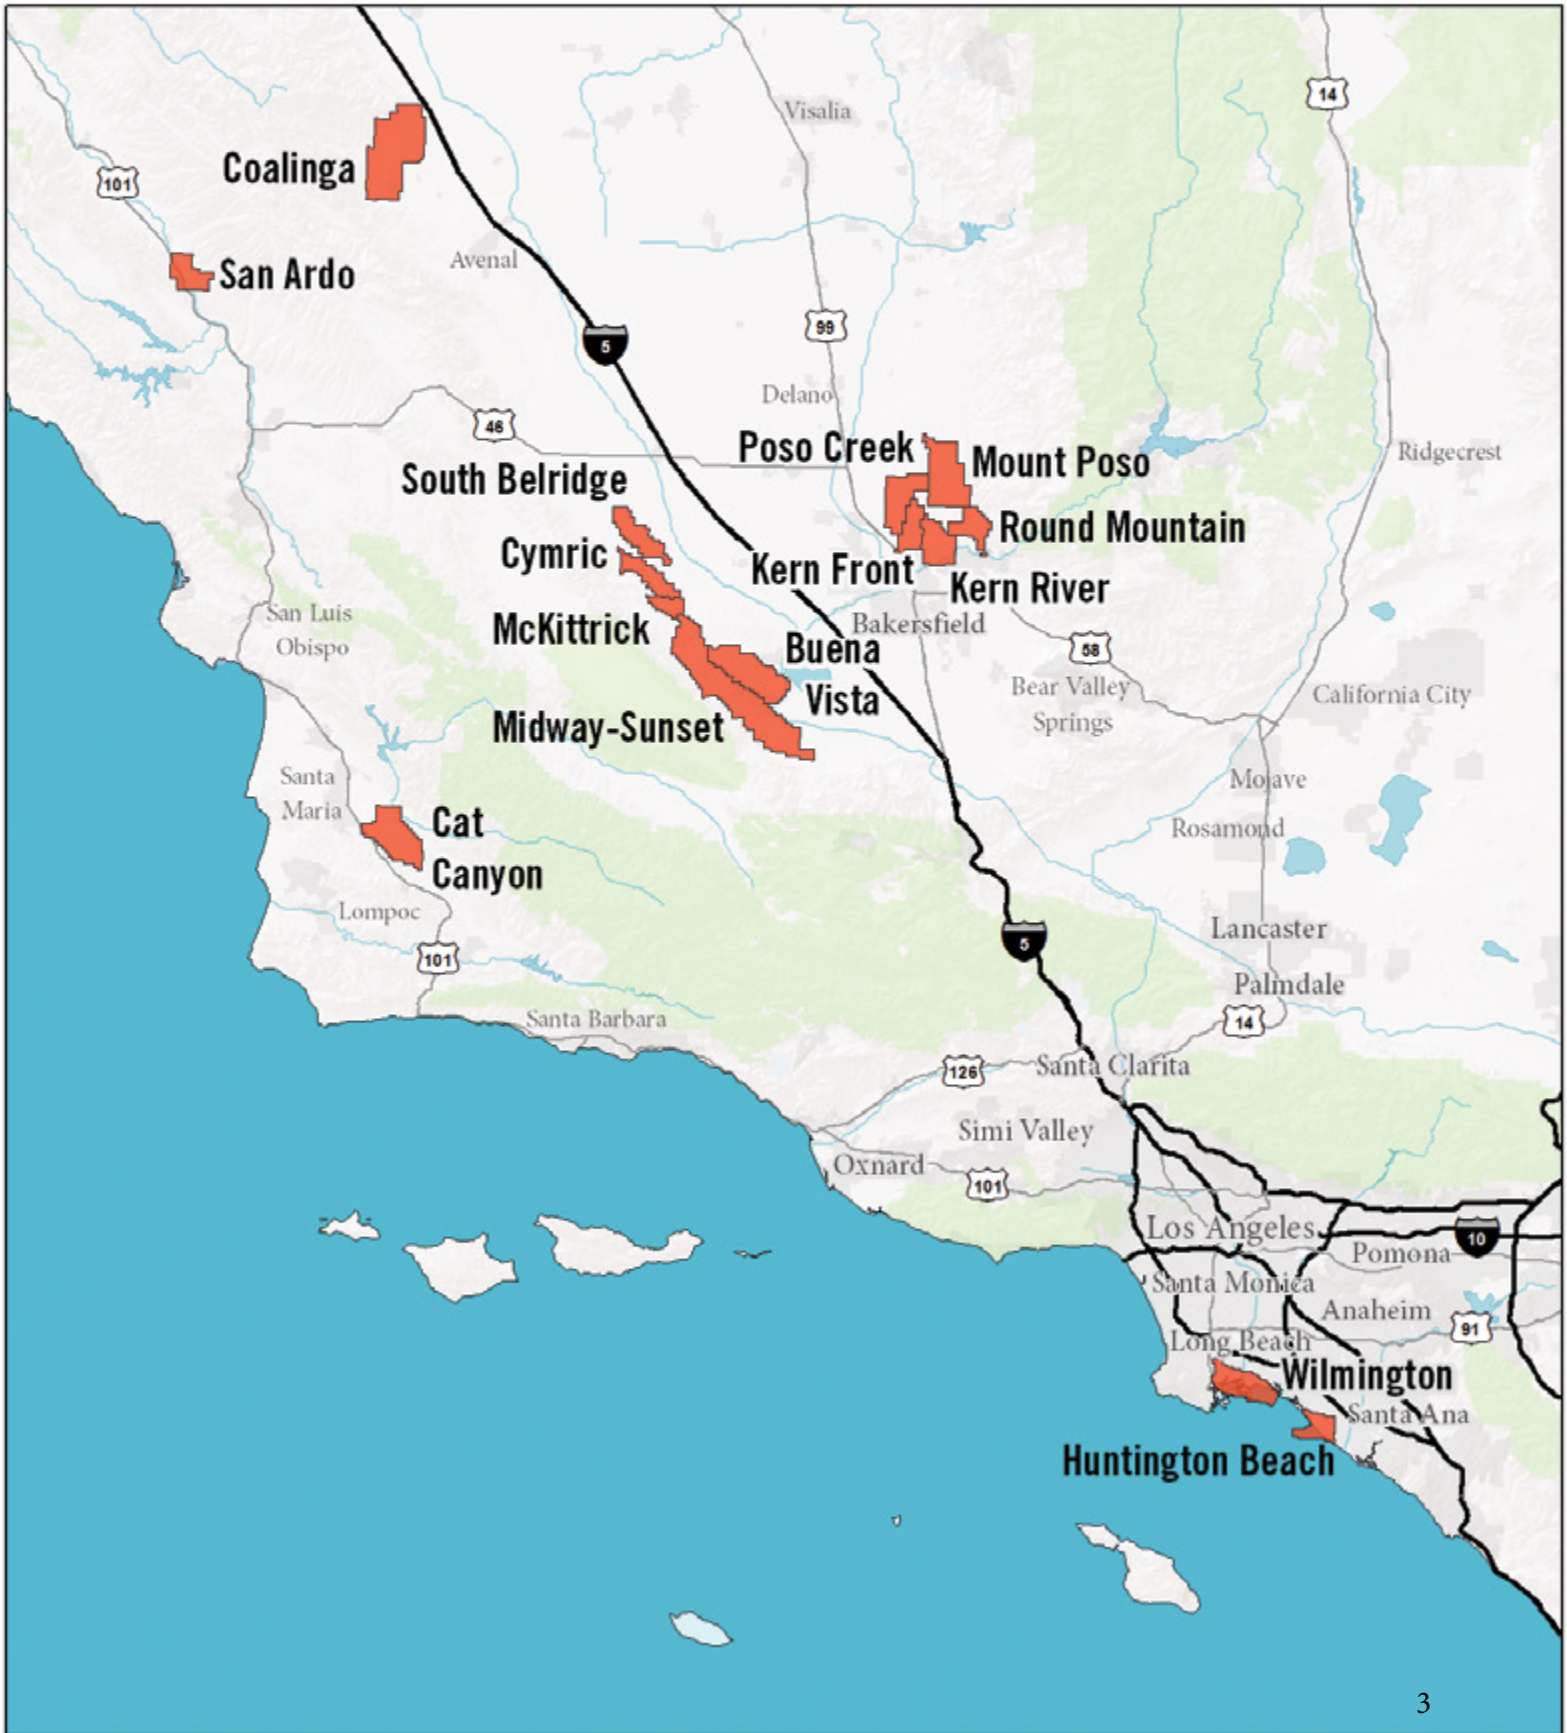 14
Visalia
Coalinga
101
San Ardo
Avenal
99
5
Delano
46
Poso Creek
Mount Poso
Ridgecrest
South Belridge
Round Mountain
Cymric
Kern Front
Kern River
San Luis
Obispo
McKittrick
Bakersfield
Buena
Vista
58
Bear Valley
Springs
California City
Midway-Sunset
Santa
Maria
Mojave
Cat
Canyon
Rosamond
Lompoc
Lancaster
5
101
Palmdale
Santa Barbara
14
126
Santa Clarita
Simi Valley
Oxnard
101
Los Angeles
10
Pomona
Santa Monica
Anaheim
91
Long Beach
Wilmington
Santa Ana
Huntington Beach
3